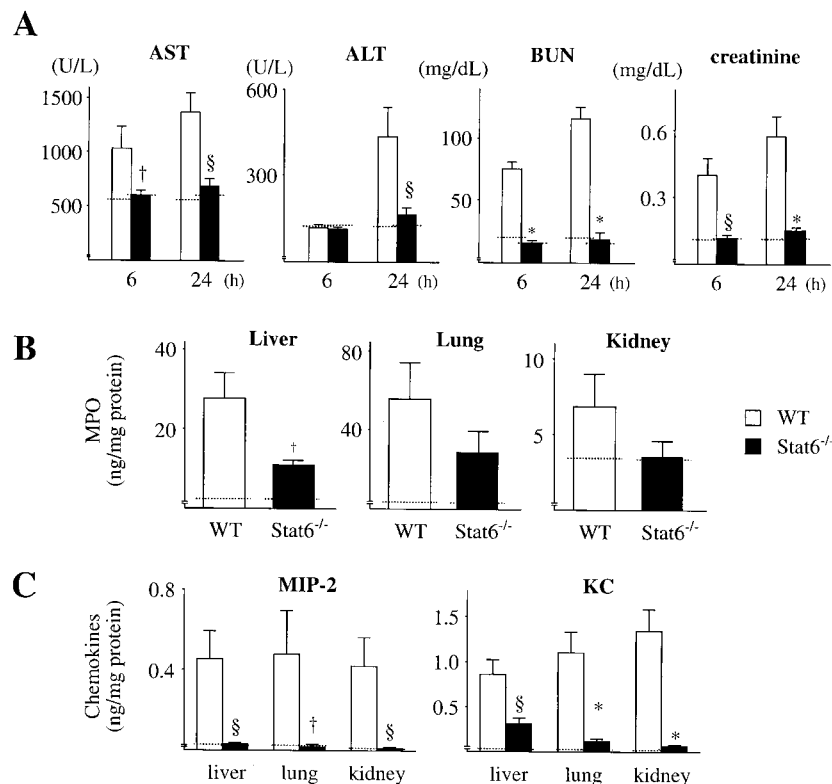 A
AST
ALT
BUN
creatinine
(U/L)
(U/L)
(mg/dL)
(mg/dL)
1500
1000
500
†
§
6
24 (h)
600
300
§
6
24 (h)
100
50
*
*
6
24 (h)
0.6
0.3
§
*
6
24 (h)
B
Liver
Lung
Kidney
MPO
(ng/mg protein)
40
20
†
WT
Stat6-/-
80
40
WT
Stat6-/-
10
5
WT
Stat6-/-
WT
Stat6-/-
C
MIP-2
KC
Chemokines
(ng/mg protein)
0.8
0.4
§
†
§
liver
lung
kidney
1.5
1.0
0.5
§
*
*
liver
lung
kidney